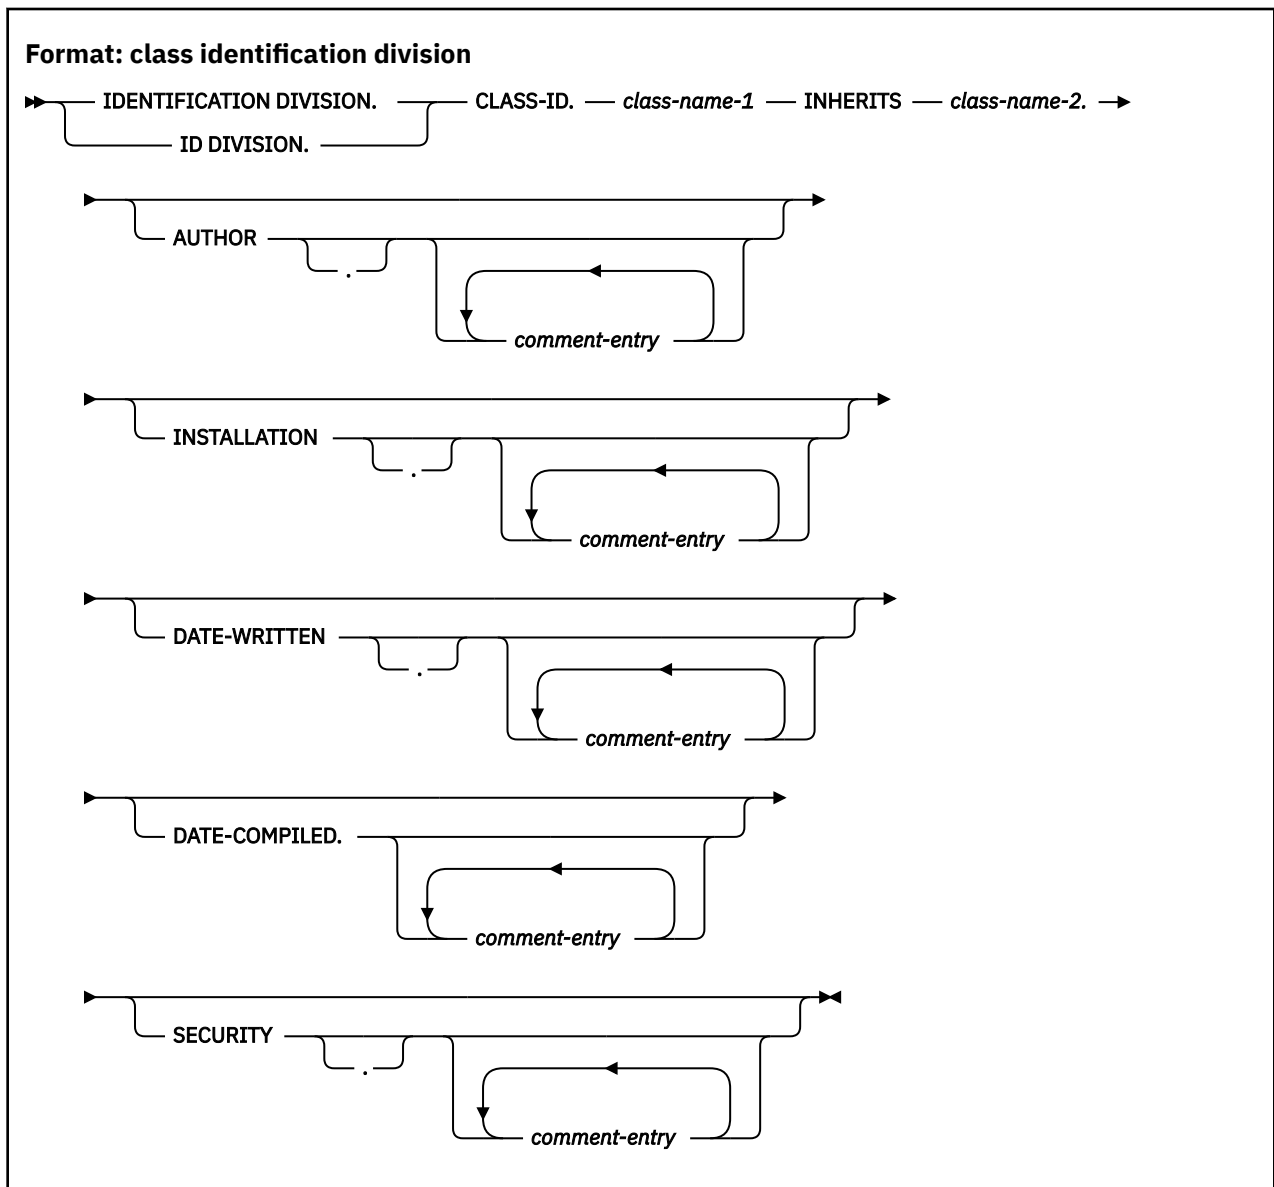 Format: class identification division
IDENTIFICATION DIVISION. CLASS-ID. class-name-1 INHERITS class-name-2.
ID DIVISION.
AUTHOR
.
comment-entry
INSTALLATION
.
comment-entry
DATE-WRITTEN
.
comment-entry
DATE-COMPILED.
comment-entry
SECURITY
.
comment-entry